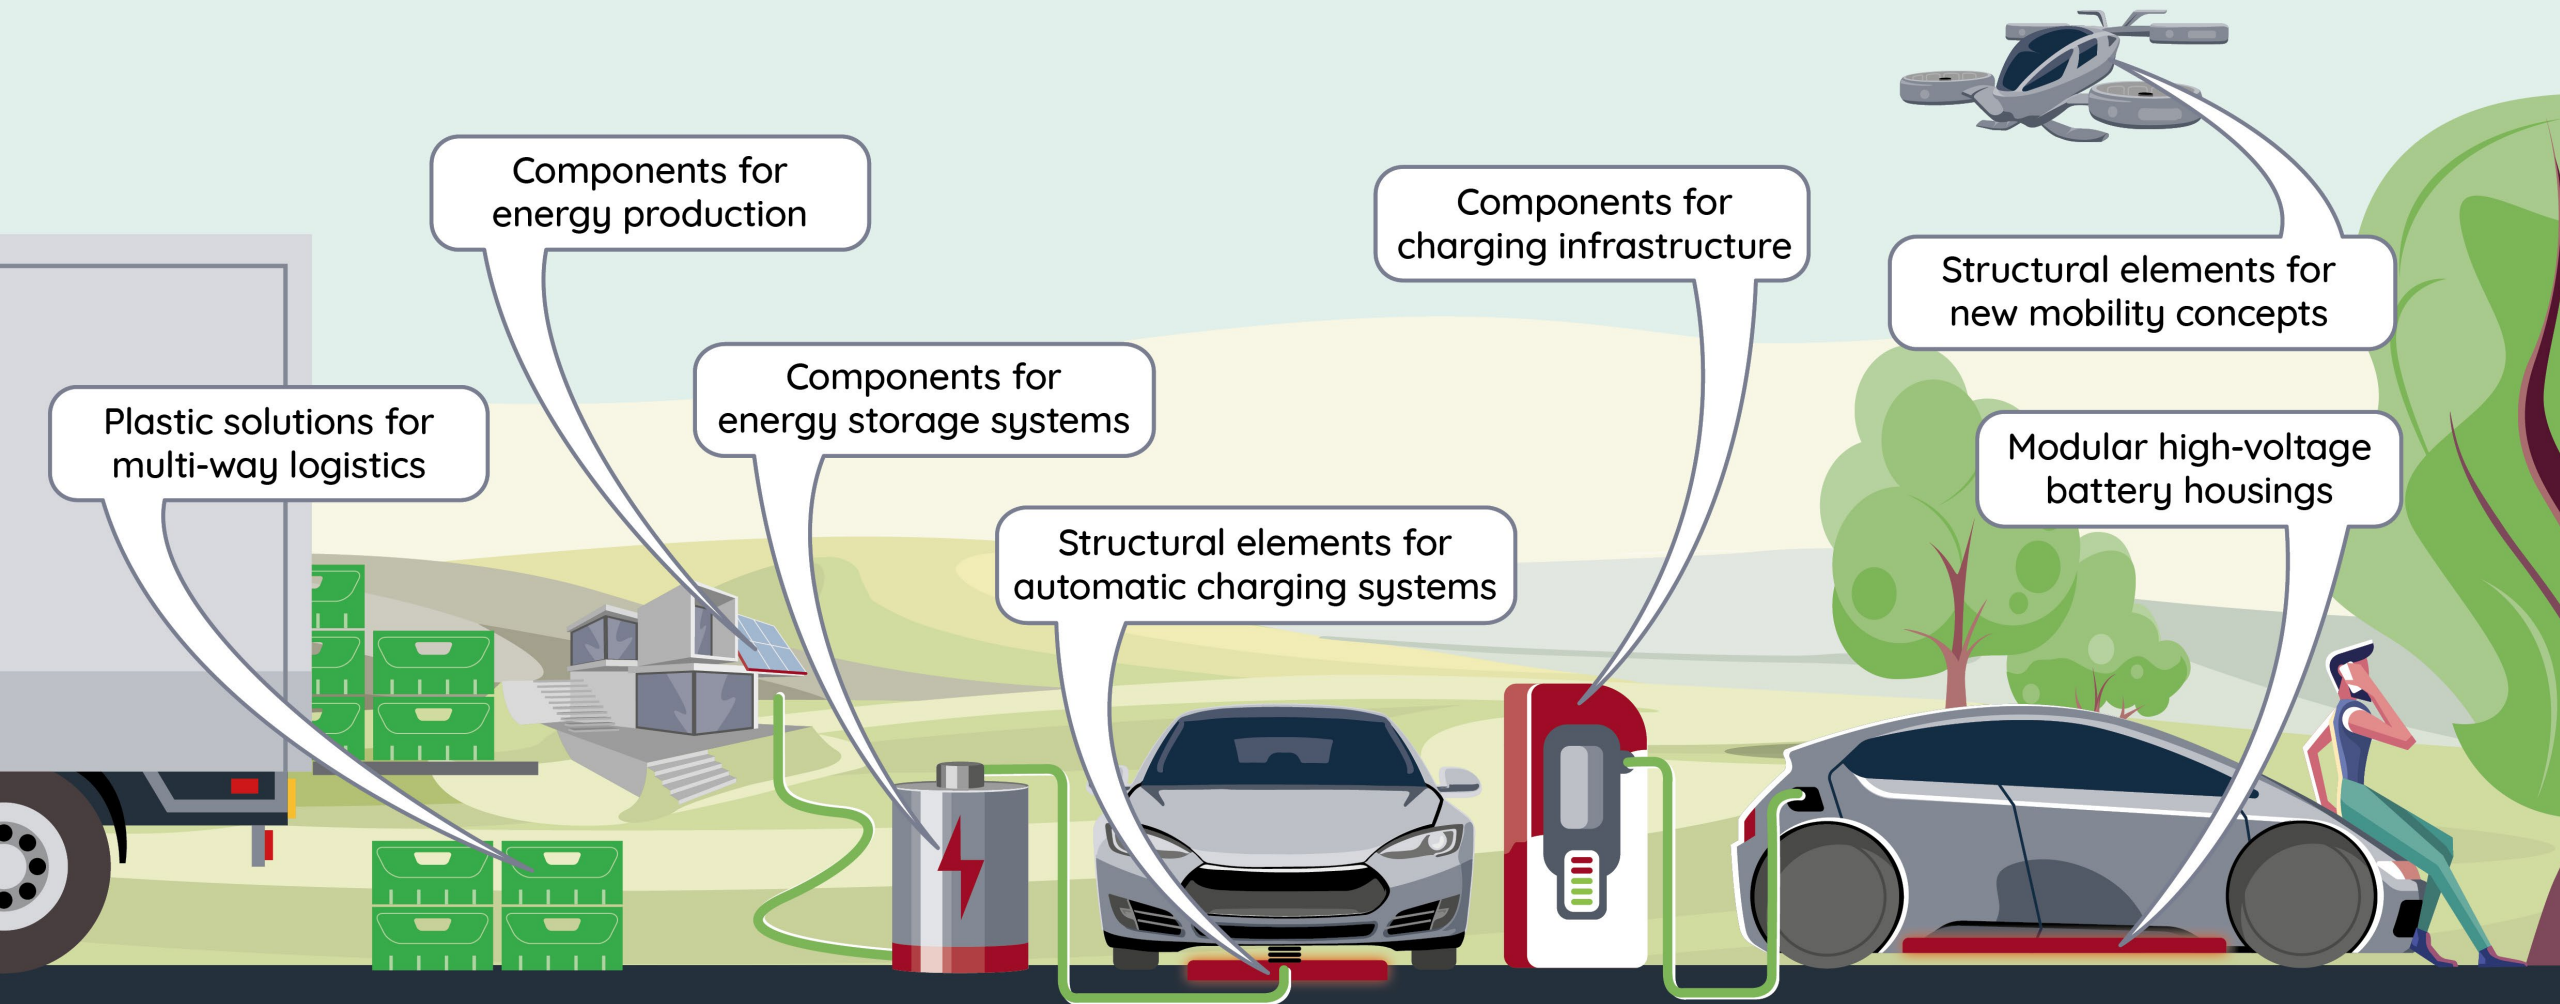 Components for
energy production
Components for
charging infrastructure
Structural elements for
new mobility concepts
Components for
energy storage systems
Plastic solutions for
multi-way logistics
Modular high-voltage
battery housings
Structural elements for
automatic charging systems